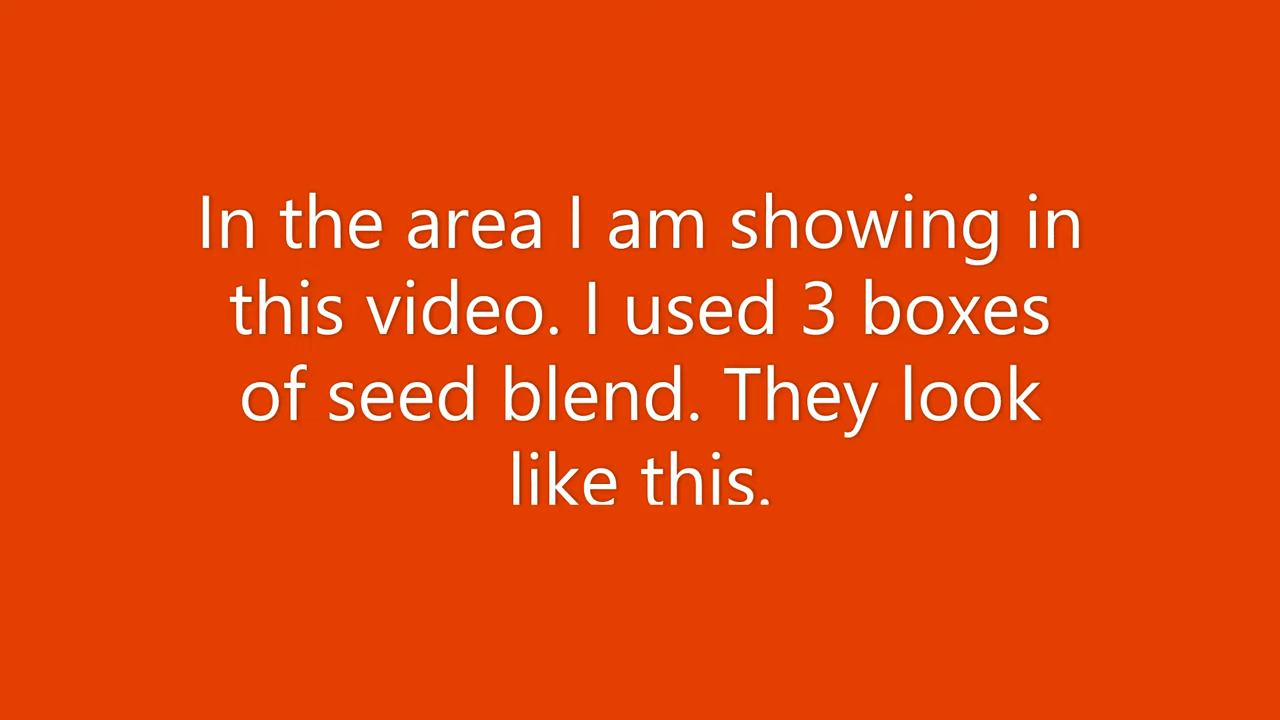 In the area I am showing in
this video. I used 3 boxes
of seed blend. They look
like this.